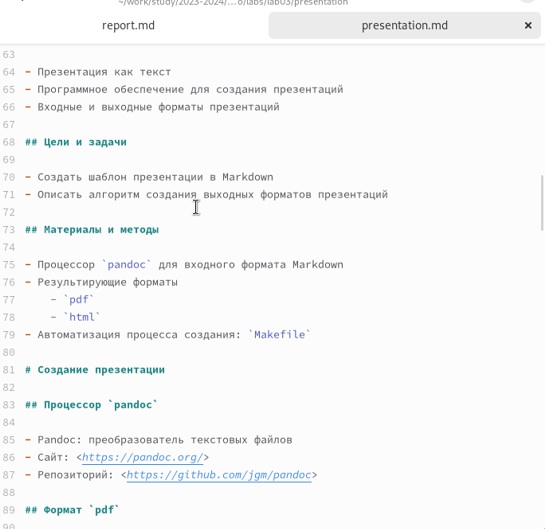 ~/work/study/2023-2024/...o/labs/lab03/presentation
report.md
presentation.md ×
63
64 - Презентация как текст
65 - Программное обеспечение для создания презентаций
66 - Входные и выходные форматы презентаций
67
68 ## Цели и задачи
69
70 - Создать шаблон презентации в Markdown
71 - Описать алгоритм создания выходных форматов презентаций
72
73 ## Материалы и методы
74
75 - Процессор `pandoc` для входного формата Markdown
76 - Результирующие форматы
77 - `pdf`
78 - `html`
79 - Автоматизация процесса создания: `Makefile`
80
81 # Создание презентации
82
83 ## Процессор `pandoc`
84
85 - Pandoc: преобразователь текстовых файлов
86 - Сайт: <https://pandoc.org/>
87 - Репозиторий: <https://github.com/jgm/pandoc>
88
89 ## Формат `pdf`
90